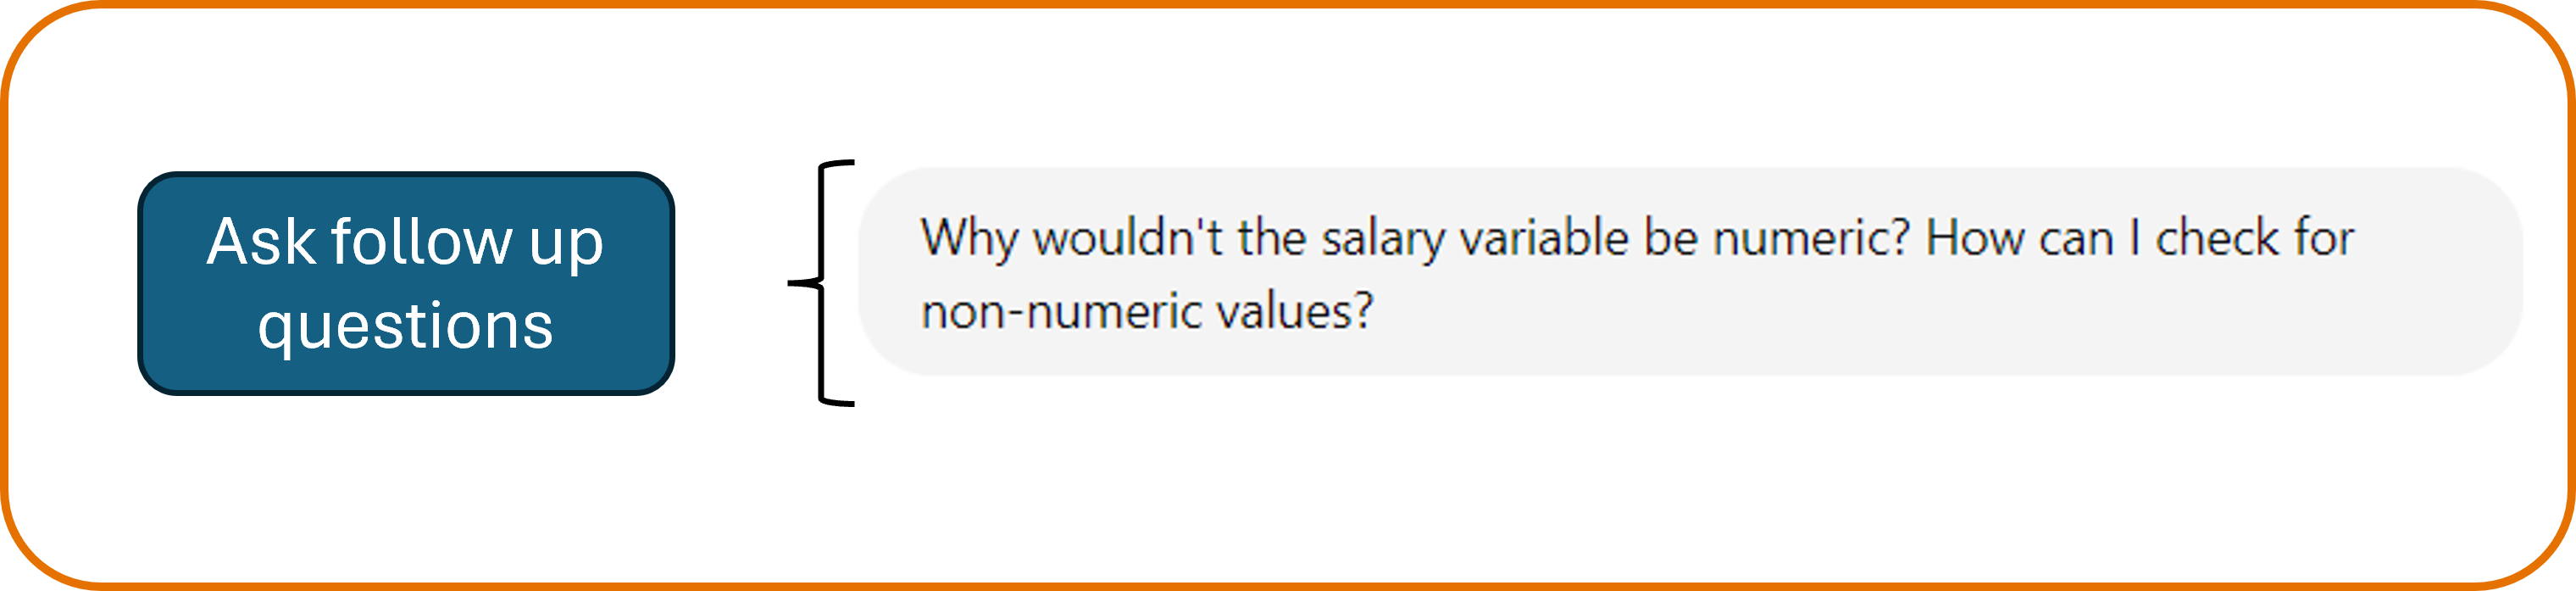 Ask follow up
questions
Why wouldn't the salary variable be numeric? How can I check for
non-numeric values?